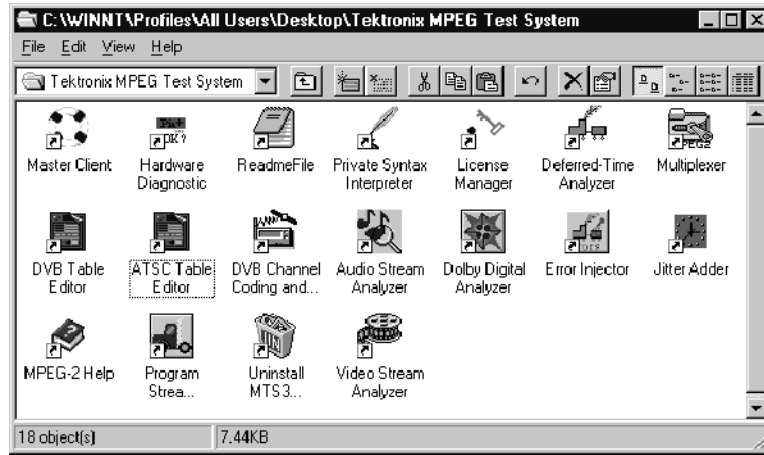 C:\WINNT\Profiles\All Users\Desktop\Tektronix MPEG Test System
File Edit View Help
Tektronix MPEG Test System
Master Client
Hardware
Diagnostic
ReadmeFile
Private Syntax
Interpreter
License
Manager
Deferred-Time
Analyzer
Multiplexer
DVB Table
Editor
ATSC Table
Editor
DVB Channel
Coding and...
Audio Stream
Analyzer
Dolby Digital
Analyzer
Error Injector
Jitter Adder
MPEG-2 Help
Program
Strea...
Uninstall
MTS3...
Video Stream
Analyzer
18 object(s)
7.44KB